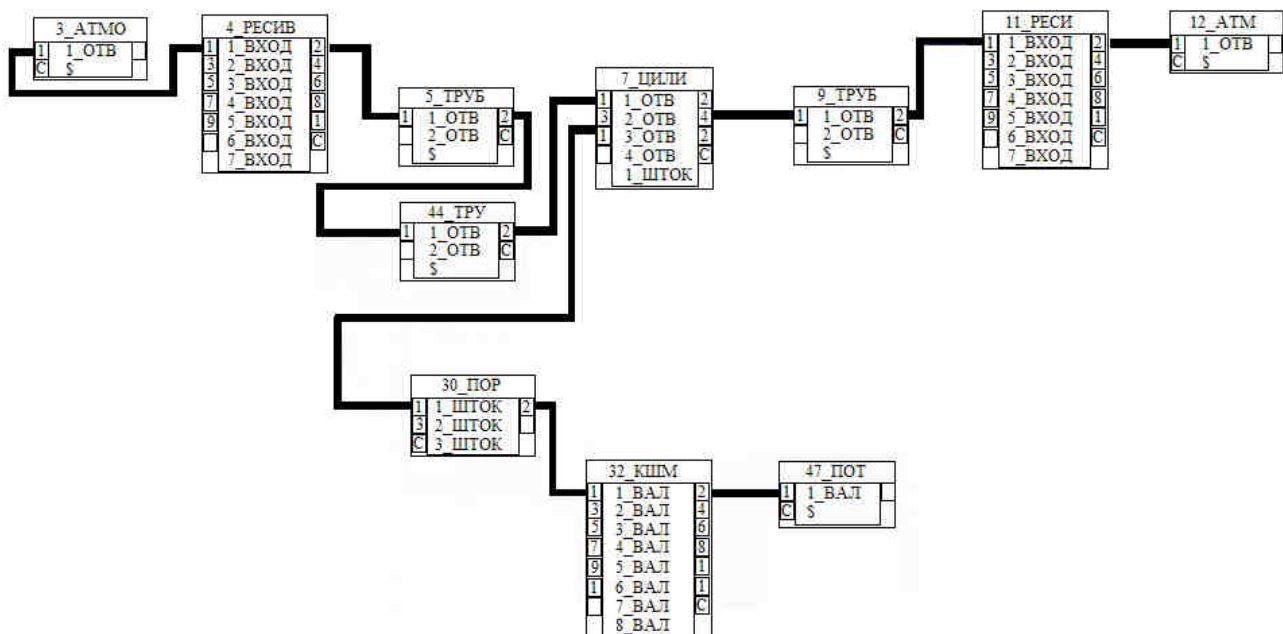 3_АТМО
1 1_ОТВ
С $
4_РЕСИВ
1 1_ВХОД 2
3 2_ВХОД 4
5 3_ВХОД 6
7 4_ВХОД 8
9 5_ВХОД 1
6_ВХОД С
7_ВХОД
5_ТРУБ
1 1_ОТВ 2
2_ОТВ С
$
44_ТРУ
1 1_ОТВ 2
2_ОТВ С
$
7_ЦИЛИ
1 1_ОТВ 2
3 2_ОТВ 4
1 3_ОТВ 2
4_ОТВ С
1_ШТОК
9_ТРУБ
1 1_ОТВ 2
2_ОТВ С
$
11_РЕСИ
1 1_ВХОД 2
3 2_ВХОД 4
5 3_ВХОД 6
7 4_ВХОД 8
9 5_ВХОД 1
6_ВХОД С
7_ВХОД
12_АТМ
1 1_ОТВ
С $
30_ПОР
1 1_ШТОК 2
3 2_ШТОК
С 3_ШТОК
32_КШМ
1 1_ВАЛ 2
3 2_ВАЛ 4
5 3_ВАЛ 6
7 4_ВАЛ 8
9 5_ВАЛ 1
1 6_ВАЛ 1
7_ВАЛ С
8_ВАЛ
47_ПОТ
1 1_ВАЛ
С $